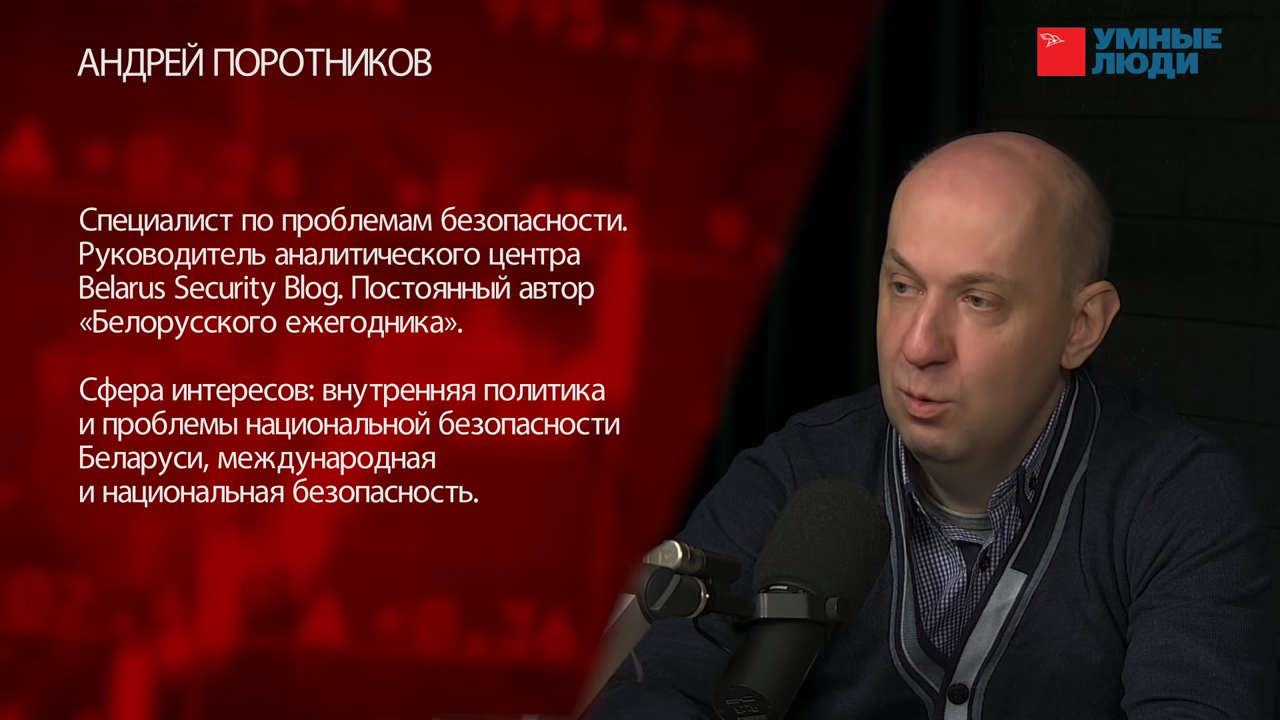 АНДРЕЙ ПОРОТНИКОВ
УМНЫЕ
ЛЮДИ
Специалист по проблемам безопасности.
Руководитель аналитического центра
Belarus Security Blog. Постоянный автор
«Белорусского ежегодника».
Сфера интересов: внутренняя политика
и проблемы национальной безопасности
Беларуси, международная
и национальная безопасность.